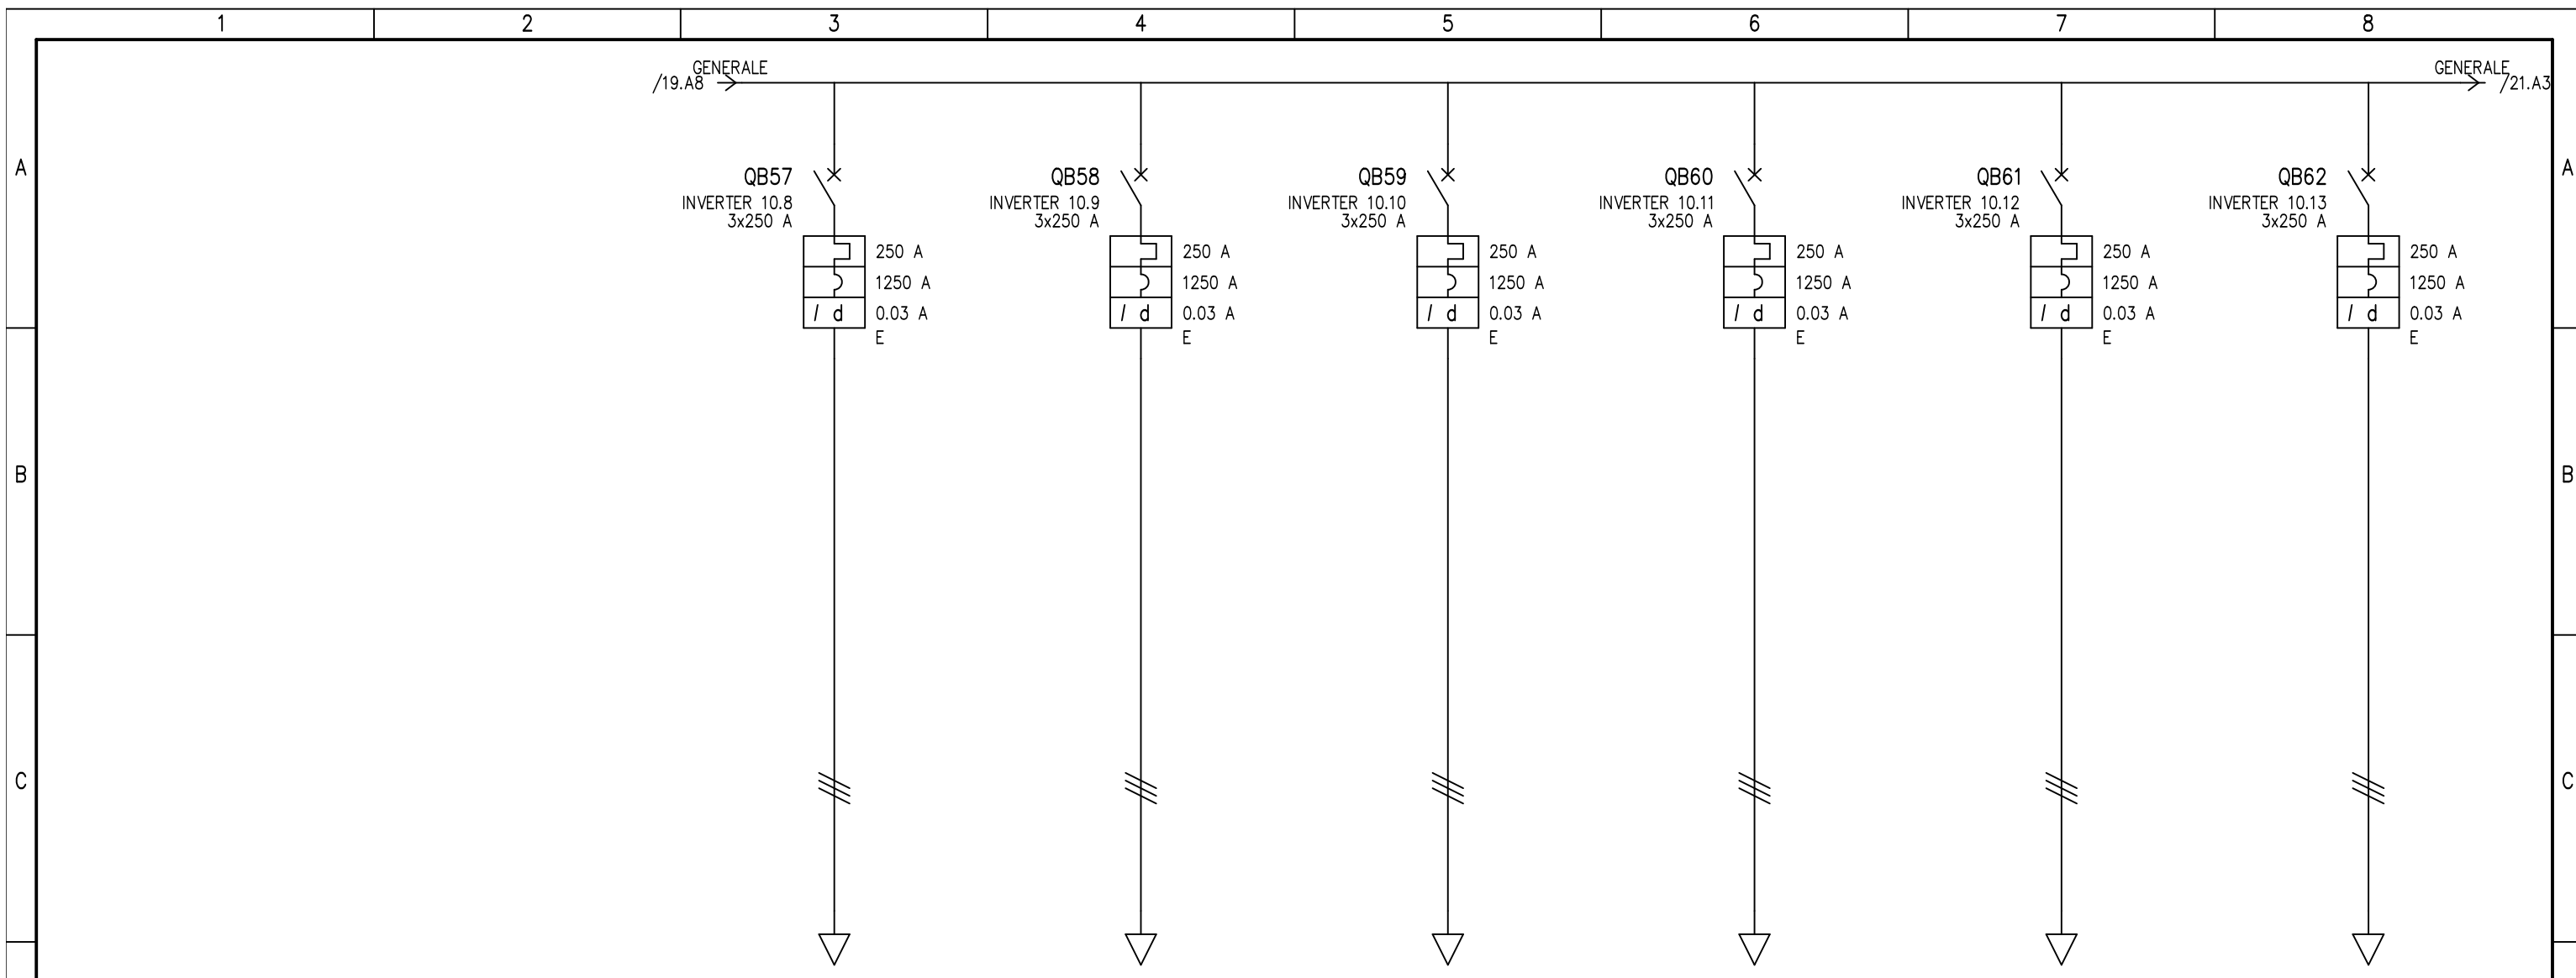 1 2 3 4 5 6 7 8
GENERALE GENERALE
/19.A8 /21.A3
A A
QB57 QB58 QB59 QB60 QB61 QB62
INVERTER 10.8 INVERTER 10.9 INVERTER 10.10 INVERTER 10.11 INVERTER 10.12 INVERTER 10.13
3x250 A 3x250 A 3x250 A 3x250 A 3x250 A 3x250 A
250 A 250 A 250 A 250 A 250 A 250 A
1250 A 1250 A 1250 A 1250 A 1250 A 1250 A
I d 0.03 A I d 0.03 A I d 0.03 A I d 0.03 A I d 0.03 A I d 0.03 A
E E E E E E
B B
C C